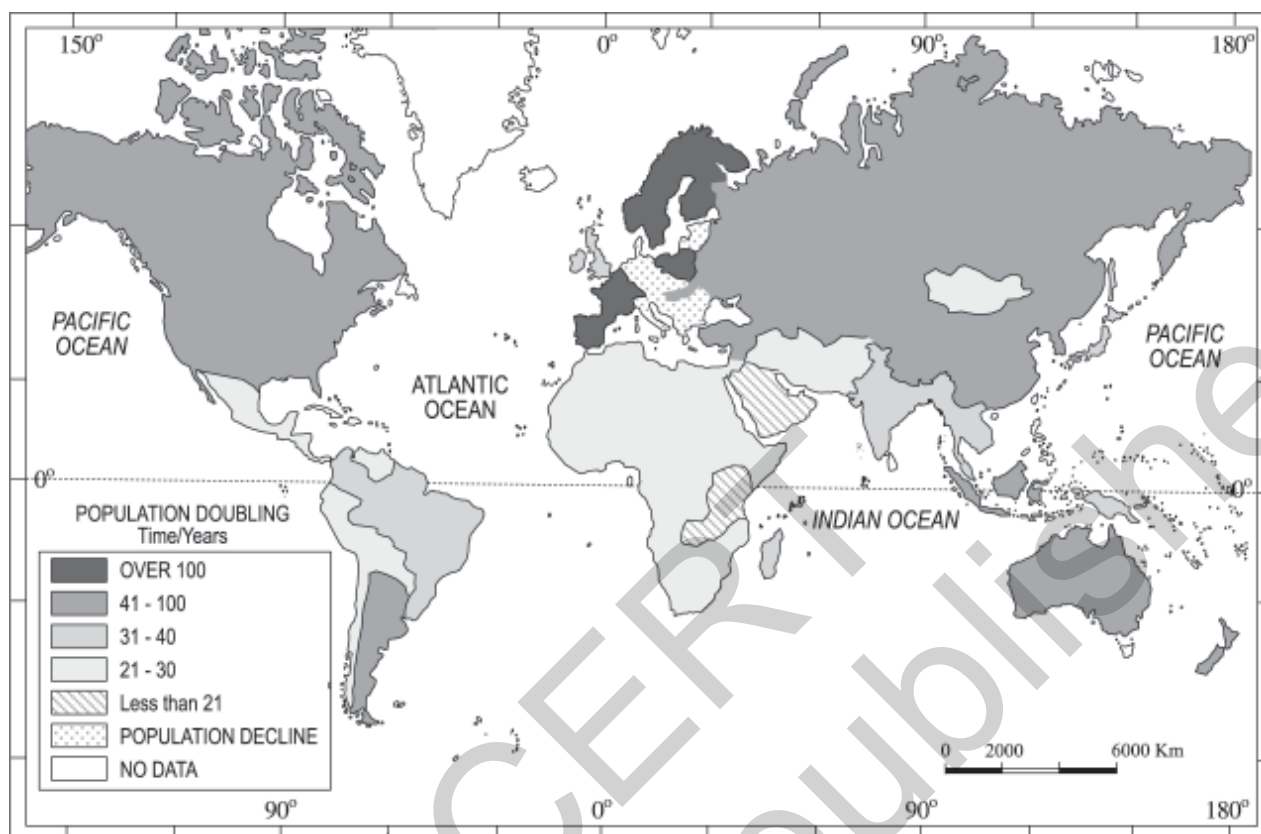 150° 0° 90° 180°
PACIFIC
OCEAN
ATLANTIC
OCEAN
PACIFIC
OCEAN
0° 0°
INDIAN OCEAN
POPULATION DOUBLING
Time/Years
OVER 100
41 - 100
31 - 40
21 - 30
Less than 21
POPULATION DECLINE
NO DATA
0 2000 6000 Km
90° 0° 90° 180°
CERT
publishe